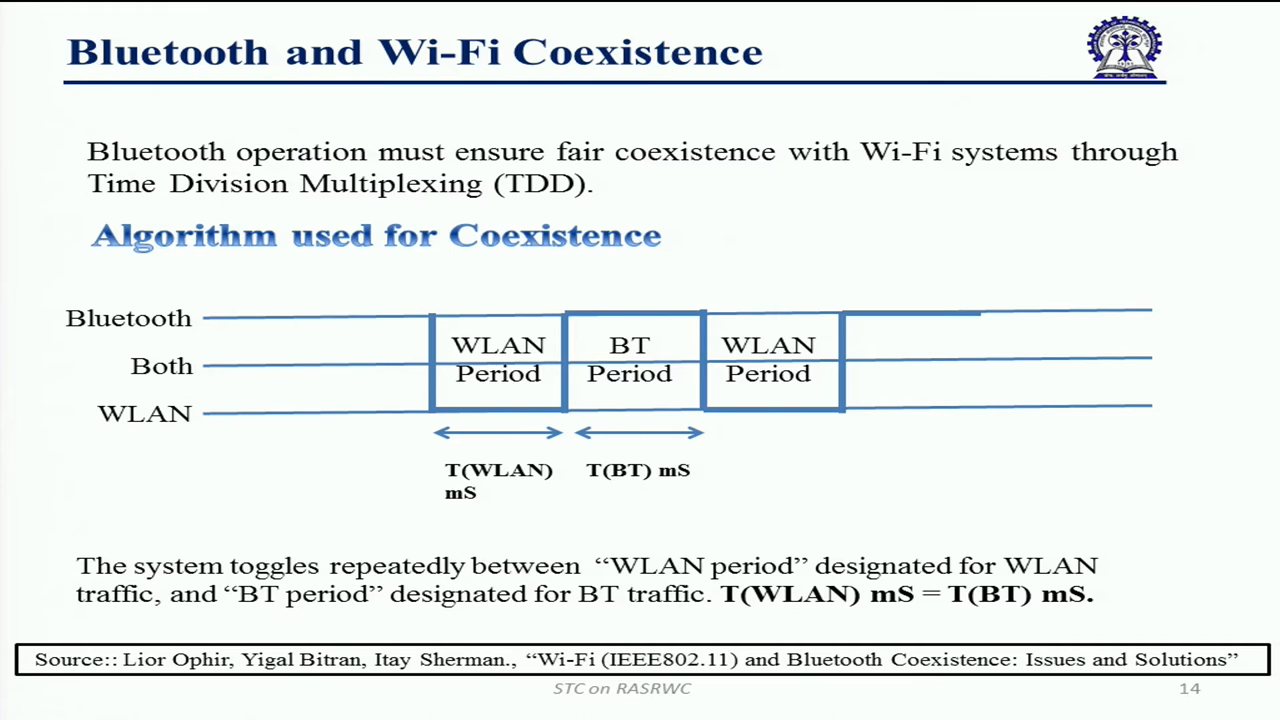 Bluetooth and Wi-Fi Coexistence
Bluetooth operation must ensure fair coexistence with Wi-Fi systems through
Time Division Multiplexing (TDD).
Algorithm used for Coexistence
Bluetooth
Both
WLAN
WLAN
Period
BT
Period
WLAN
Period
T(WLAN)
mS
T(BT) mS
The system toggles repeatedly between “WLAN period” designated for WLAN
traffic, and “BT period” designated for BT traffic. T(WLAN) mS = T(BT) mS.
Source:: Lior Ophir, Yigal Bitran, Itay Sherman., “Wi-Fi (IEEE802.11) and Bluetooth Coexistence: Issues and Solutions”
STC on RASRWC
14